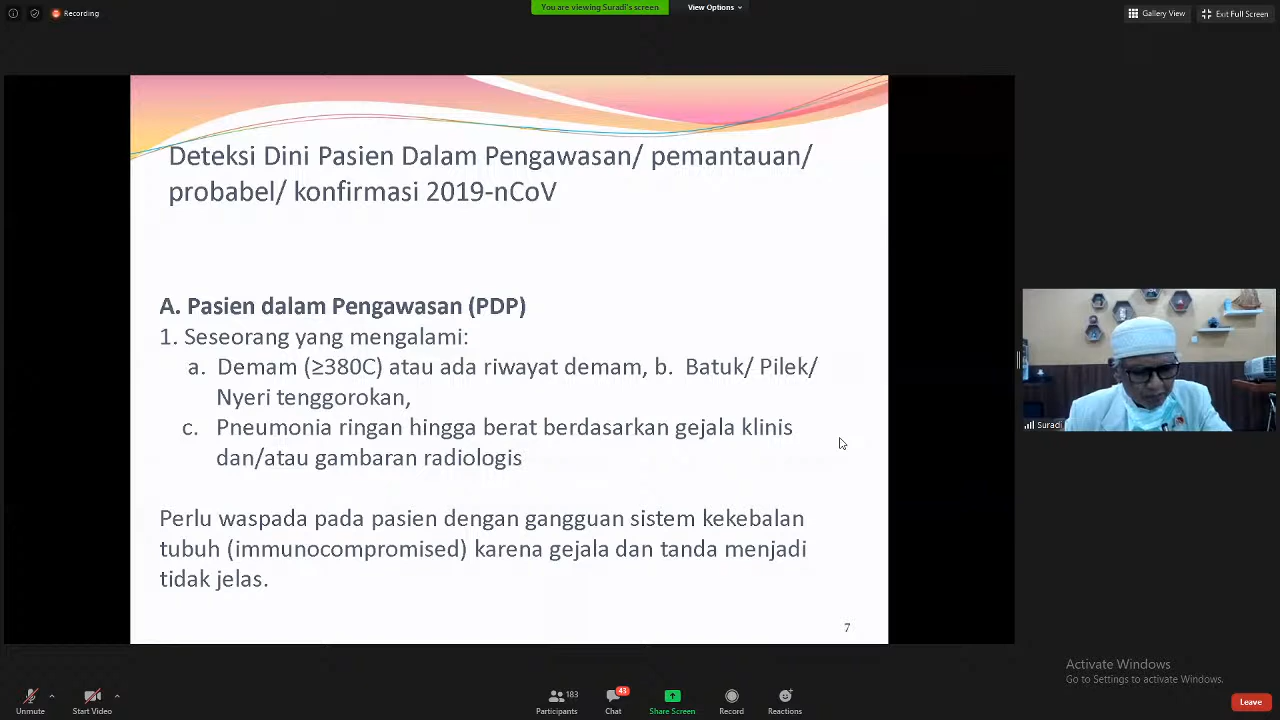 Recording
You are viewing Suradi's screen
View Options
Gallery View
Exit Full Screen
Deteksi Dini Pasien Dalam Pengawasan/ pemantauan/
probabel/ konfirmasi 2019-nCoV
A. Pasien dalam Pengawasan (PDP)
1. Seseorang yang mengalami:
a. Demam (≥380C) atau ada riwayat demam, b. Batuk/ Pilek/
Nyeri tenggorokan,
c. Pneumonia ringan hingga berat berdasarkan gejala klinis
dan/atau gambaran radiologis
Perlu waspada pada pasien dengan gangguan sistem kekebalan
tubuh (immunocompromised) karena gejala dan tanda menjadi
tidak jelas.
7
Suradi
Activate Windows
Go to Settings to activate Windows.
Unmute
Start Video
183
Participants
43
Chat
Share Screen
Record
Reactions
Leave